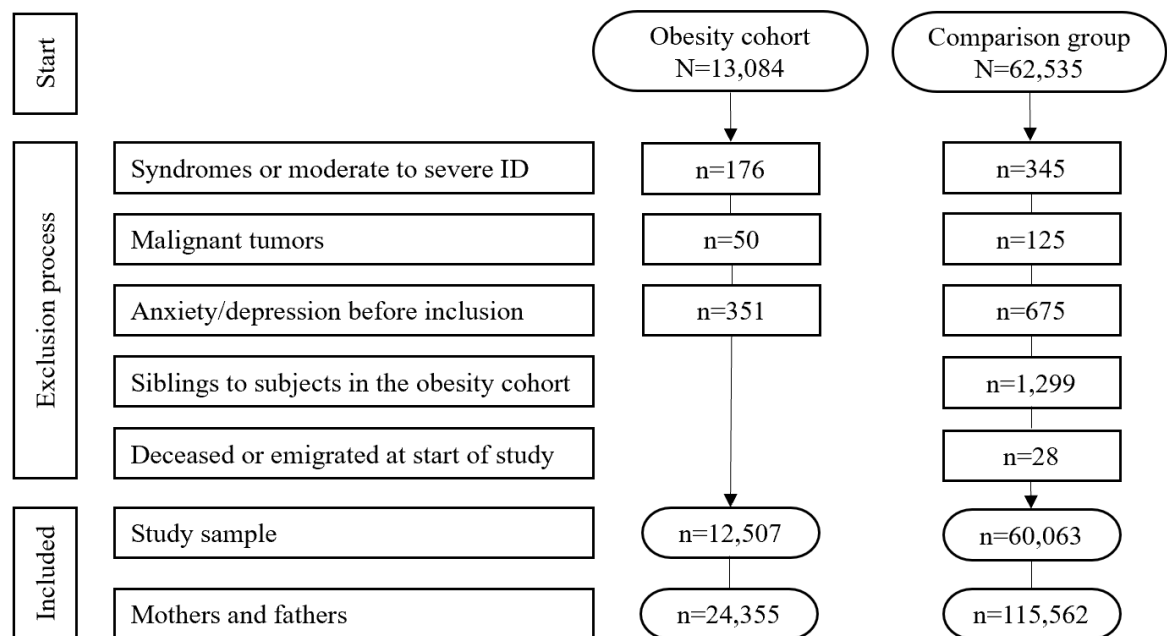 Start
Obesity cohort
N=13,084
Comparison group
N=62,535
Exclusion process
Syndromes or moderate to severe ID
n=176
n=345
Malignant tumors
n=50
n=125
Anxiety/depression before inclusion
n=351
n=675
Siblings to subjects in the obesity cohort
n=1,299
Deceased or emigrated at start of study
n=28
Included
Study sample
n=12,507
n=60,063
Mothers and fathers
n=24,355
n=115,562